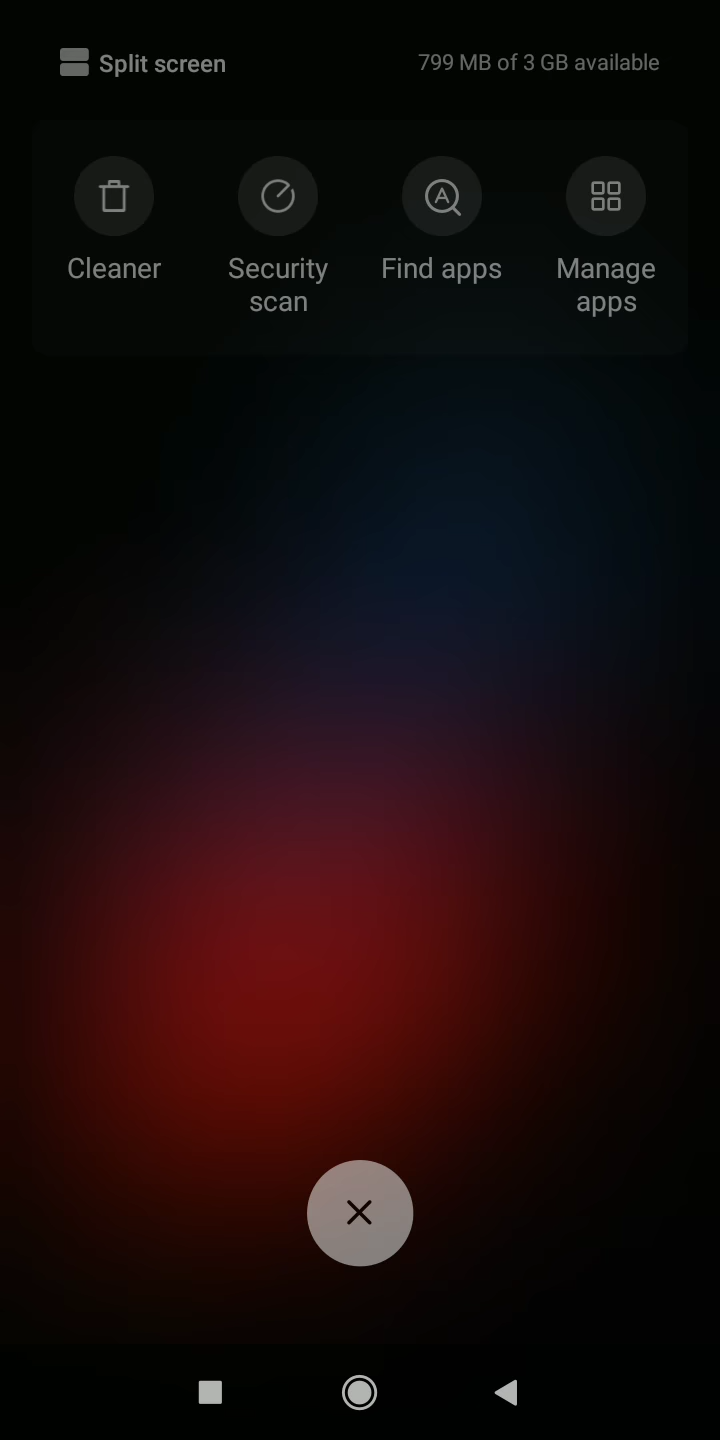 Split screen
799 MB of 3 GB available
Cleaner
Security scan
Find apps
Manage apps